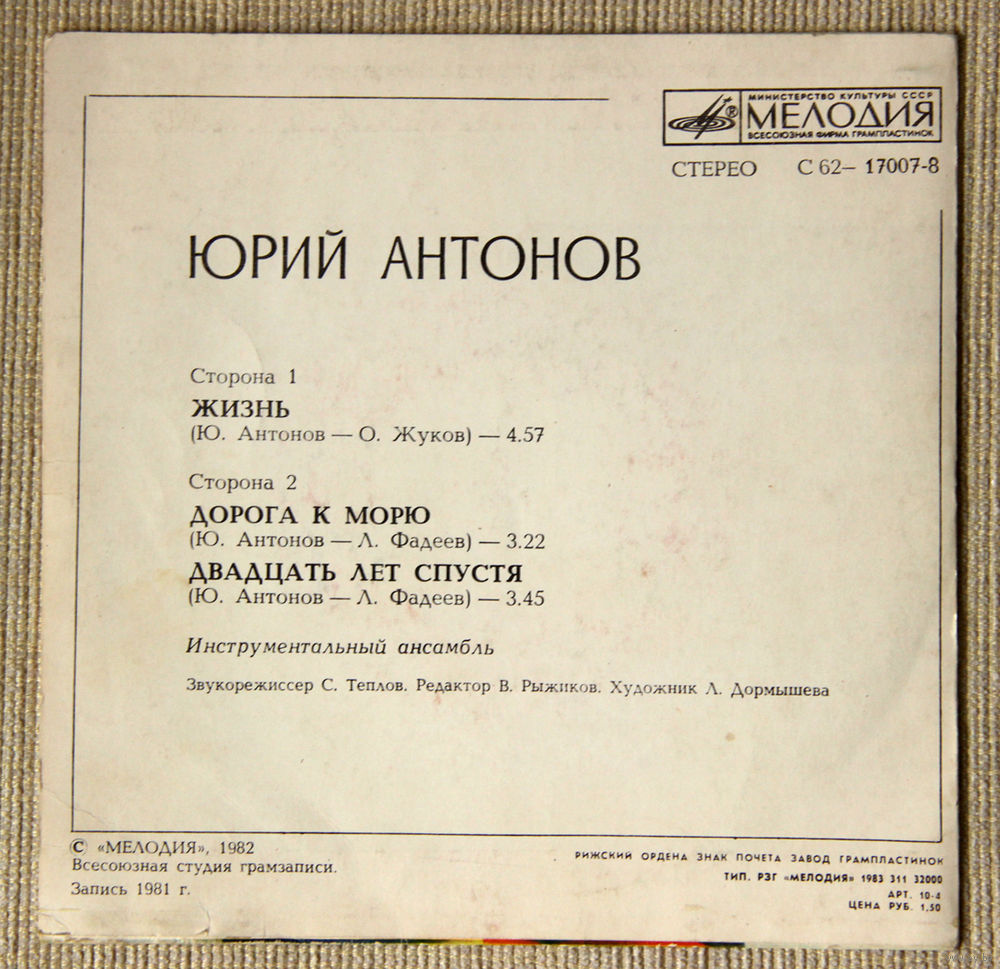 МИНИСТЕРСТВО КУЛЬТУРЫ СССР
МЕЛОДИЯ
ВСЕСОЮЗНАЯ ФИРМА ГРАМПЛАСТИНОК
СТЕРЕО С 62— 17007-8
ЮРИЙ АНТОНОВ
Сторона 1
ЖИЗНЬ
(Ю. Антонов — О. Жуков) — 4.57
Сторона 2
ДОРОГА К МОРЮ
(Ю. Антонов — Л. Фадеев) — 3.22
ДВАДЦАТЬ ЛЕТ СПУСТЯ
(Ю. Антонов — Л. Фадеев) — 3.45
Инструментальный ансамбль
Звукорежиссер С. Теплов. Редактор В. Рыжиков. Художник Л. Дормышева
© «МЕЛОДИЯ», 1982
Всесоюзная студия грамзаписи.
Запись 1981 г.
РИЖСКИЙ ОРДЕНА ЗНАК ПОЧЕТА ЗАВОД ГРАМПЛАСТИНОК
ТИП. РЗГ «МЕЛОДИЯ» 1983 311 32000
АРТ. 10-4
ЦЕНА РУБ. 1,50